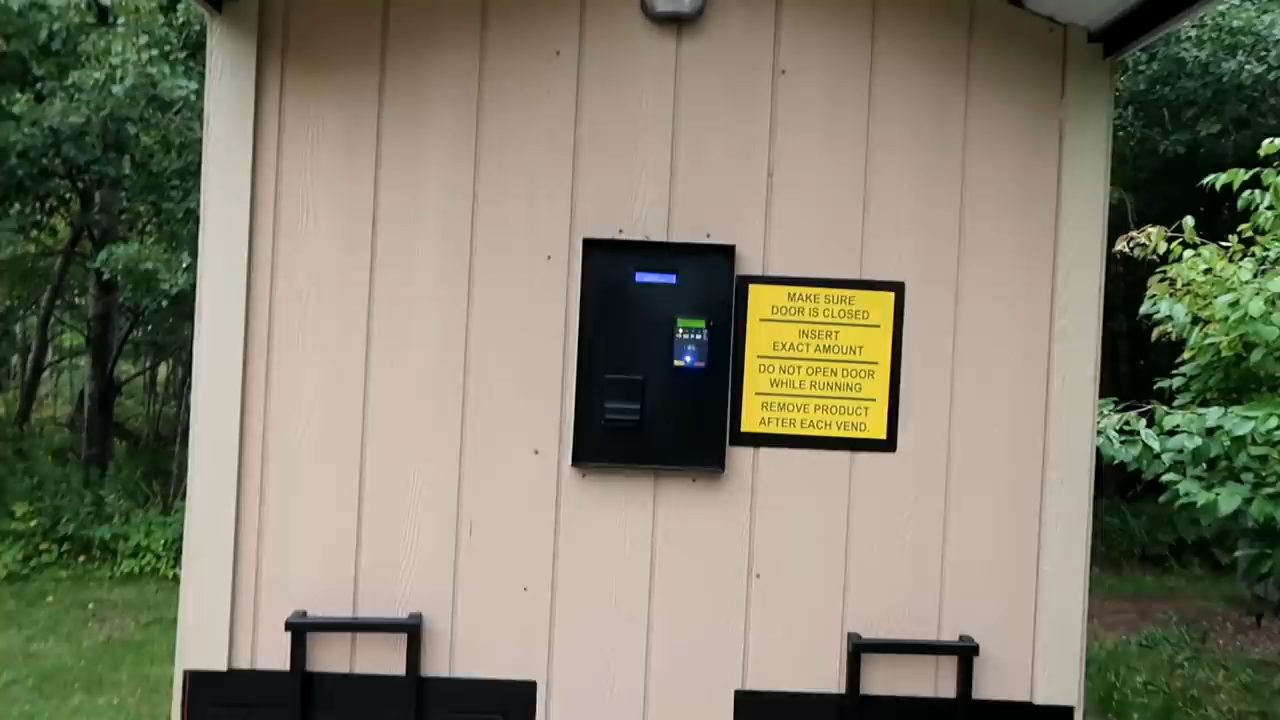 MAKE SURE
DOOR IS CLOSED
INSERT
EXACT AMOUNT
DO NOT OPEN DOOR
WHILE RUNNING
REMOVE PRODUCT
AFTER EACH VEND.